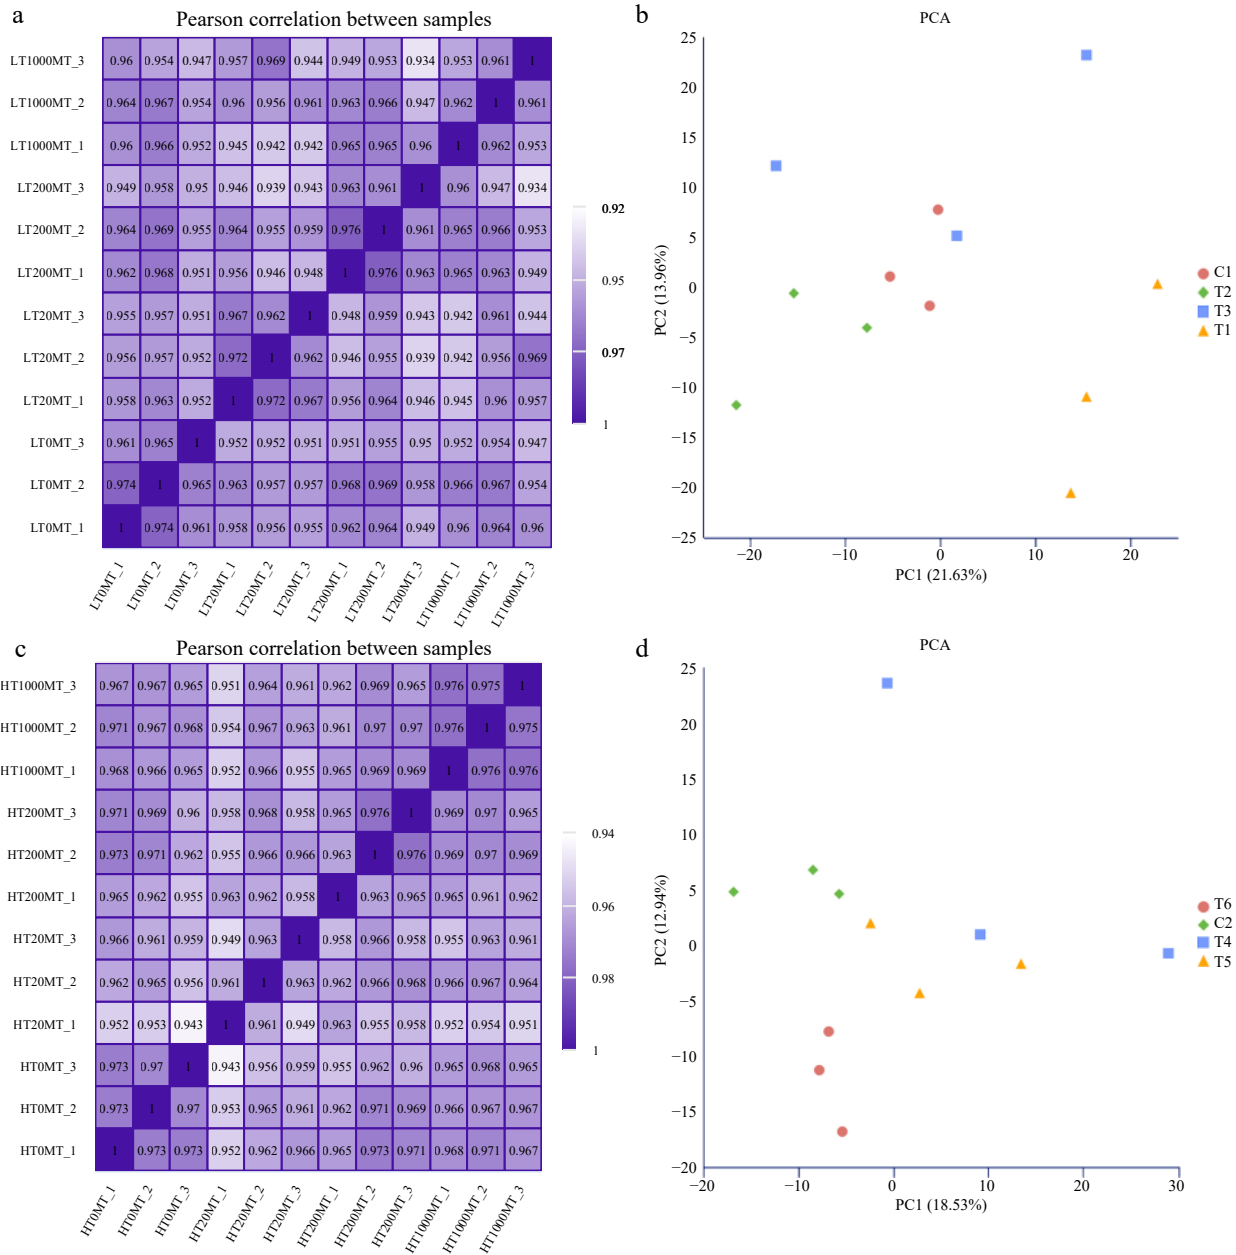 a
Pearson correlation between samples
LT1000MT_3 0.96 0.954 0.947 0.957 0.969 0.944 0.949 0.953 0.934 0.953 0.961 1
LT1000MT_2 0.964 0.967 0.954 0.96 0.956 0.961 0.963 0.966 0.947 0.962 1 0.961
LT1000MT_1 0.96 0.966 0.952 0.945 0.942 0.942 0.965 0.965 0.96 1 0.962 0.953
LT200MT_3 0.949 0.958 0.95 0.946 0.939 0.943 0.963 0.961 1 0.96 0.947 0.934
LT200MT_2 0.964 0.969 0.955 0.964 0.955 0.959 0.976 1 0.961 0.965 0.966 0.953
LT200MT_1 0.962 0.968 0.951 0.956 0.946 0.948 1 0.976 0.963 0.965 0.963 0.949
LT20MT_3 0.955 0.957 0.951 0.967 0.962 1 0.948 0.959 0.943 0.942 0.961 0.944
LT20MT_2 0.956 0.957 0.952 0.972 1 0.962 0.946 0.955 0.939 0.942 0.956 0.969
LT20MT_1 0.958 0.963 0.952 1 0.972 0.967 0.956 0.964 0.946 0.945 0.96 0.957
LT0MT_3 0.961 0.965 1 0.952 0.952 0.951 0.951 0.955 0.95 0.952 0.954 0.947
LT0MT_2 0.974 1 0.965 0.963 0.957 0.957 0.968 0.969 0.958 0.966 0.967 0.954
LT0MT_1 1 0.974 0.961 0.958 0.956 0.955 0.962 0.964 0.949 0.96 0.964 0.96
LT0MT_1 LT0MT_2 LT0MT_3 LT20MT_1 LT20MT_2 LT20MT_3 LT200MT_1 LT200MT_2 LT200MT_3 LT1000MT_1 LT1000MT_2 LT1000MT_3
0.92
0.95
0.97
1
b
PCA
25
20
15
10
5
0
−5
−10
−15
−20
−25
PC2 (13.96%)
−20 −10 0 10 20
PC1 (21.63%)
C1
T2
T3
T1
c
Pearson correlation between samples
HT1000MT_3 0.967 0.967 0.965 0.951 0.964 0.961 0.962 0.969 0.965 0.976 0.975 1
HT1000MT_2 0.971 0.967 0.968 0.954 0.967 0.963 0.961 0.97 0.97 0.976 1 0.975
HT1000MT_1 0.968 0.966 0.965 0.952 0.966 0.955 0.965 0.969 0.969 1 0.976 0.976
HT200MT_3 0.971 0.969 0.96 0.958 0.968 0.958 0.965 0.976 1 0.969 0.97 0.965
HT200MT_2 0.973 0.971 0.962 0.955 0.966 0.966 0.963 1 0.976 0.969 0.97 0.969
HT200MT_1 0.965 0.962 0.955 0.963 0.962 0.958 1 0.963 0.965 0.965 0.961 0.962
HT20MT_3 0.966 0.961 0.959 0.949 0.963 1 0.958 0.966 0.958 0.955 0.963 0.961
HT20MT_2 0.962 0.965 0.956 0.961 1 0.963 0.962 0.966 0.968 0.966 0.967 0.964
HT20MT_1 0.952 0.953 0.943 1 0.961 0.949 0.963 0.955 0.958 0.952 0.954 0.951
HT0MT_3 0.973 0.97 1 0.943 0.956 0.959 0.955 0.962 0.96 0.965 0.968 0.965
HT0MT_2 0.973 1 0.97 0.953 0.965 0.961 0.962 0.971 0.969 0.966 0.967 0.967
HT0MT_1 1 0.973 0.973 0.952 0.962 0.966 0.965 0.973 0.971 0.968 0.971 0.967
HT0MT_1 HT0MT_2 HT0MT_3 HT20MT_1 HT20MT_2 HT20MT_3 HT200MT_1 HT200MT_2 HT200MT_3 HT1000MT_1 HT1000MT_2 HT1000MT_3
0.94
0.96
0.98
1
d
PCA
25
20
15
10
5
0
−5
−10
−15
−20
PC2 (12.94%)
−20 −10 0 10 20 30
PC1 (18.53%)
T6
C2
T4
T5